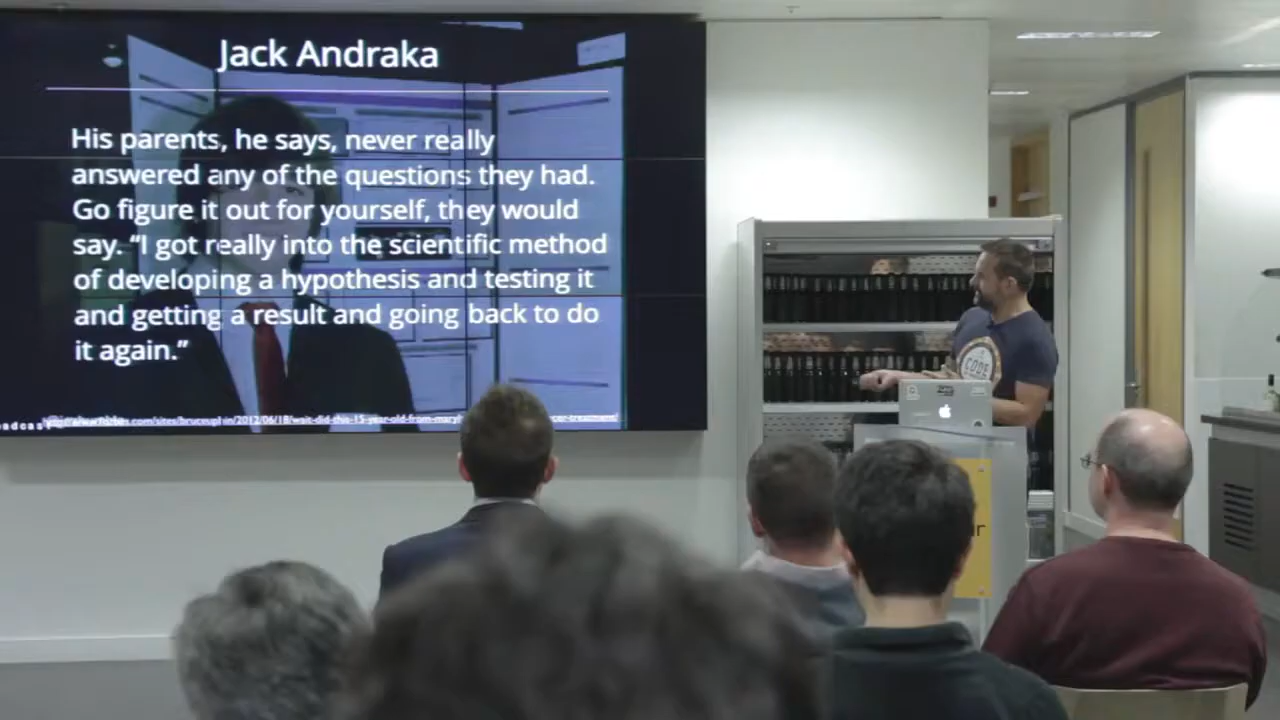 Jack Andraka
His parents, he says, never really
answered any of the questions they had.
Go figure it out for yourself, they would
say. “I got really into the scientific method
of developing a hypothesis and testing it
and getting a result and going back to do
it again.”
CODE